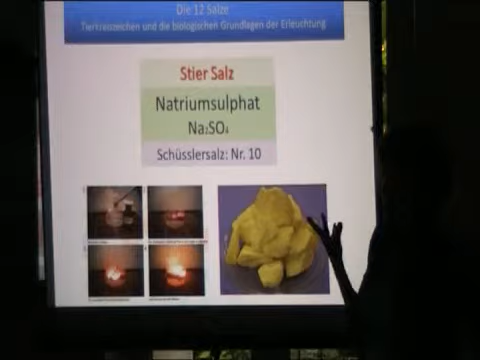 Die 12 Salze
Tierkreiszeichen und die biologischen Grundlagen der Erleuchtung
Stier Salz
Natriumsulphat
Na₂SO₄
Schüsslersalz: Nr. 10